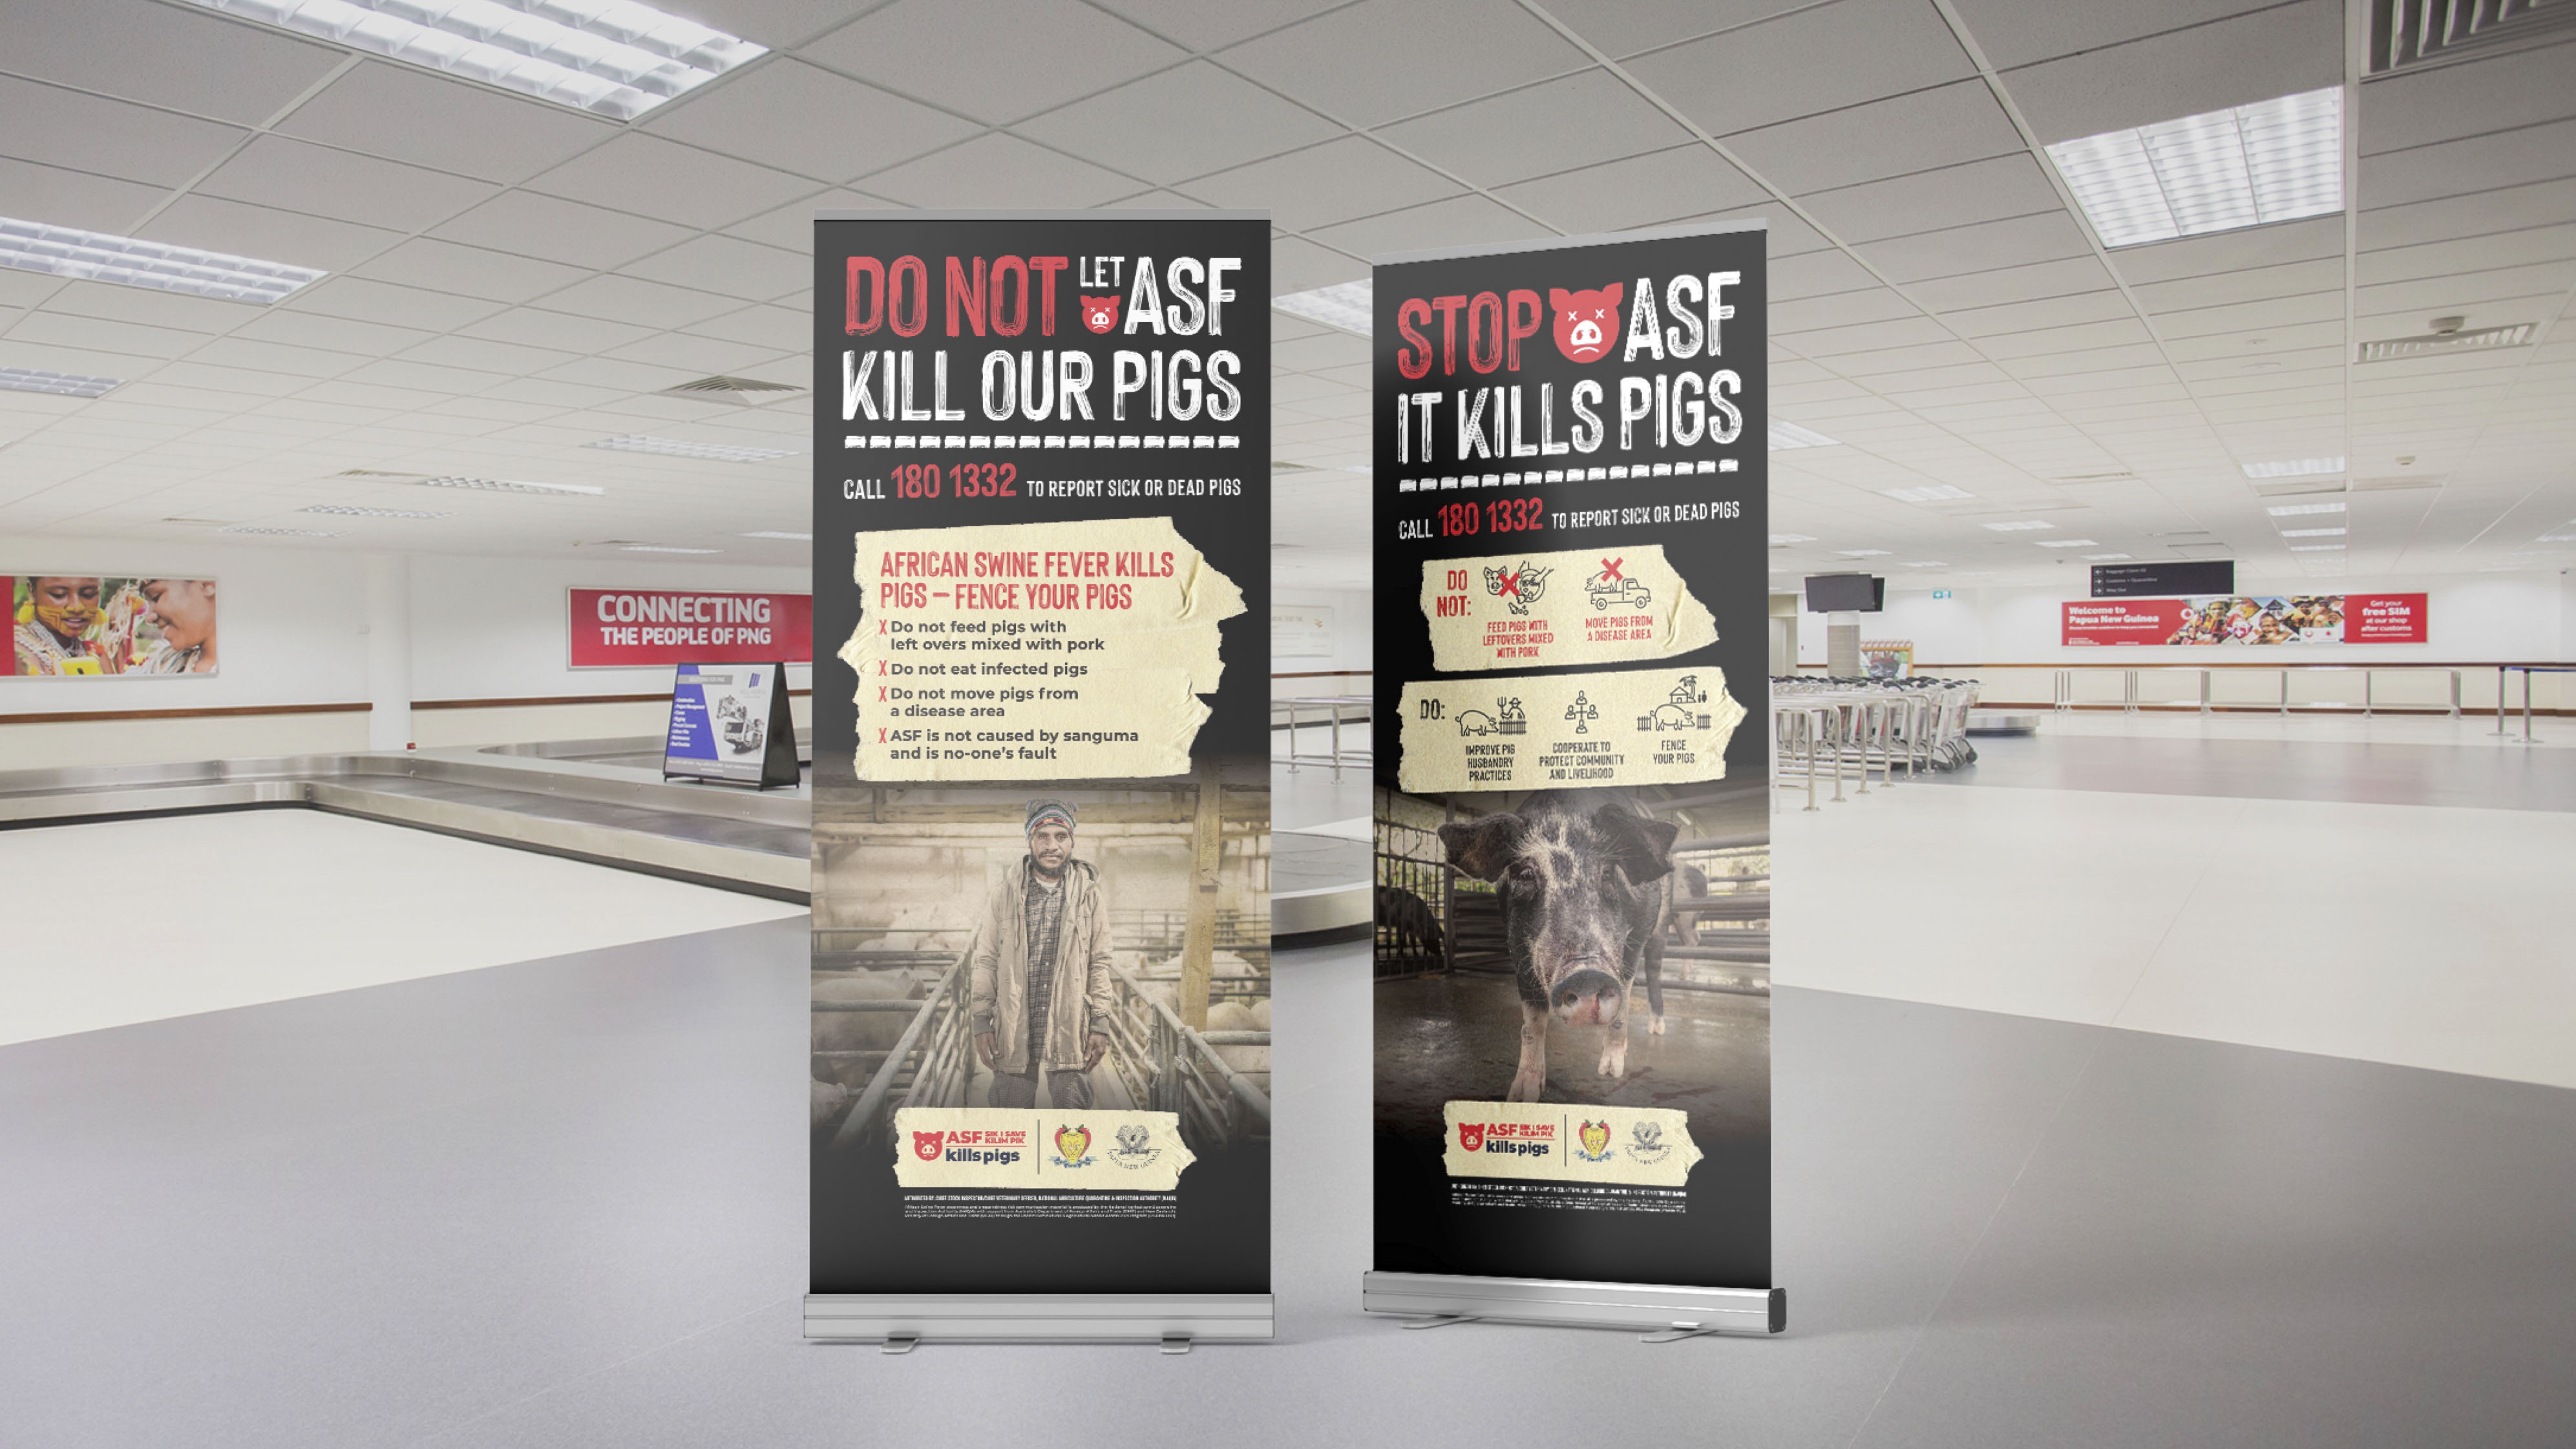 DO NOT LET ASF
KILL OUR PIGS
CALL 180 1332 TO REPORT SICK OR DEAD PIGS
AFRICAN SWINE FEVER KILLS
PIGS – FENCE YOUR PIGS
X Do not feed pigs with
left overs mixed with pork
X Do not eat infected pigs
X Do not move pigs from
a disease area
X ASF is not caused by sanguma
and is no-one's fault
ASF SIK I SAVE
KILIM PIK
kills pigs
PAPUA NEW GUINEA
STOP ASF
IT KILLS PIGS
CALL 180 1332 TO REPORT SICK OR DEAD PIGS
DO
NOT:
FEED PIGS WITH
LEFTOVERS MIXED
WITH PORK
MOVE PIGS FROM
A DISEASE AREA
DO:
IMPROVE PIG
HUSBANDRY
PRACTICES
COOPERATE TO
PROTECT COMMUNITY
AND LIVELIHOOD
FENCE
YOUR PIGS
ASF SIK I SAVE
KILIM PIK
kills pigs
PAPUA NEW GUINEA
CONNECTING
THE PEOPLE OF PNG
Welcome to
Papua New Guinea
Get your
free SIM
at our shop
after customs